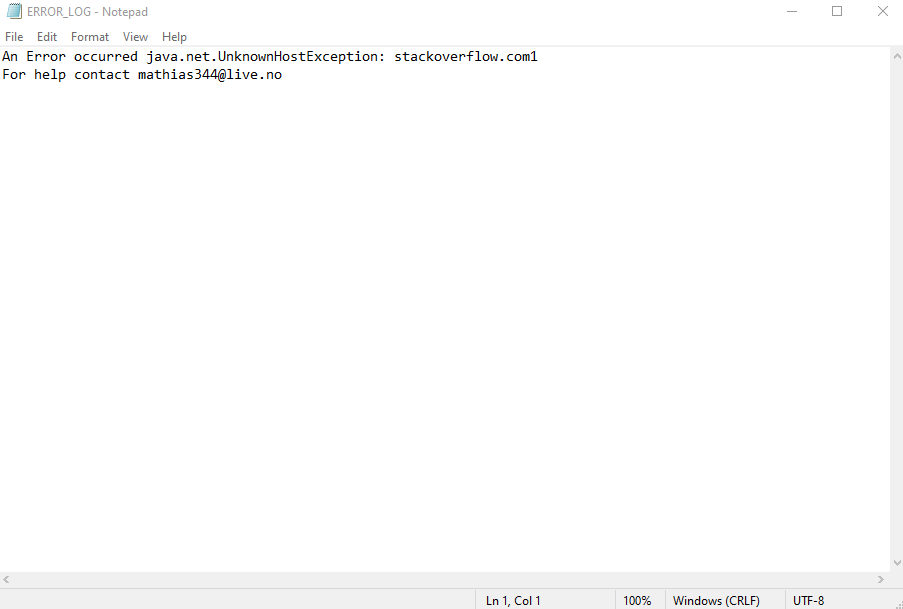 ERROR_LOG - Notepad
File Edit Format View Help
An Error occurred java.net.UnknownHostException: stackoverflow.com1
For help contact mathias344@live.no
Ln 1, Col 1 100% Windows (CRLF) UTF-8